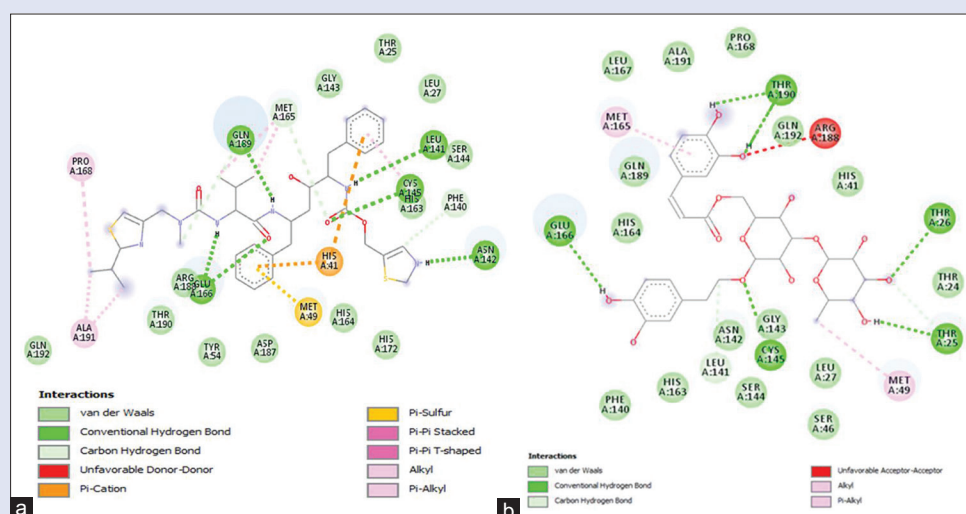 THR
A:25
GLY
A:143
LEU
A:27
MET
A:165
GLN
A:189
LEU
A:141
SER
A:144
PRO
A:168
CYS
A:145
HIS
A:163
PHE
A:140
H
N
S
O
H
N
H
H
O
O
O
N
H
ASN
A:142
S
HIS
A:41
ARG
A:188
GLU
A:166
MET
A:49
THR
A:190
HIS
A:164
ALA
A:191
TYR
A:54
ASP
A:187
HIS
A:172
GLN
A:192
Interactions
van der Waals
Conventional Hydrogen Bond
Carbon Hydrogen Bond
Unfavorable Donor-Donor
Pi-Cation
Pi-Sulfur
Pi-Pi Stacked
Pi-Pi T-shaped
Alkyl
Pi-Alkyl
a
PRO
A:168
ALA
A:191
LEU
A:167
THR
A:190
H
MET
A:165
GLN
A:192
ARG
A:188
H
GLN
A:189
HIS
A:41
GLU
A:166
HIS
A:164
THR
A:26
THR
A:24
H
ASN
A:142
GLY
A:143
H
THR
A:25
LEU
A:141
CYS
A:145
LEU
A:27
MET
A:49
HIS
A:163
SER
A:144
PHE
A:140
SER
A:46
Interactions
van der Waals
Conventional Hydrogen Bond
Carbon Hydrogen Bond
Unfavorable Acceptor-Acceptor
Alkyl
Pi-Alkyl
b